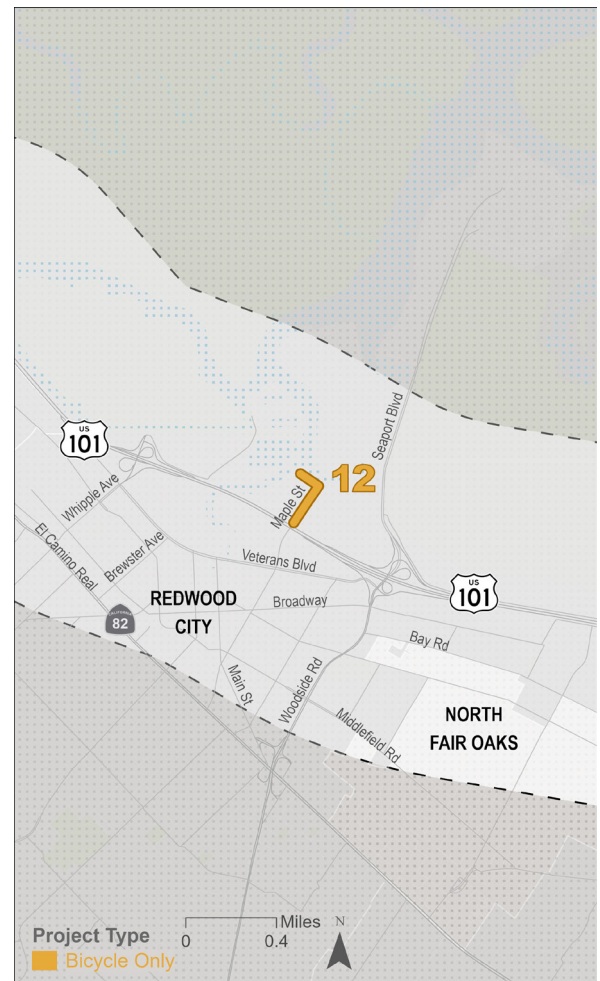 Seaport Blvd
US
101
12
Maple St
Whipple Ave
El Camino Real
Brewster Ave
Veterans Blvd
US
101
REDWOOD
CITY
Broadway
CALIFORNIA
82
Bay Rd
Main St
Woodside Rd
Middlefield Rd
NORTH
FAIR OAKS
Project Type
Bicycle Only
0
0.4
Miles
N